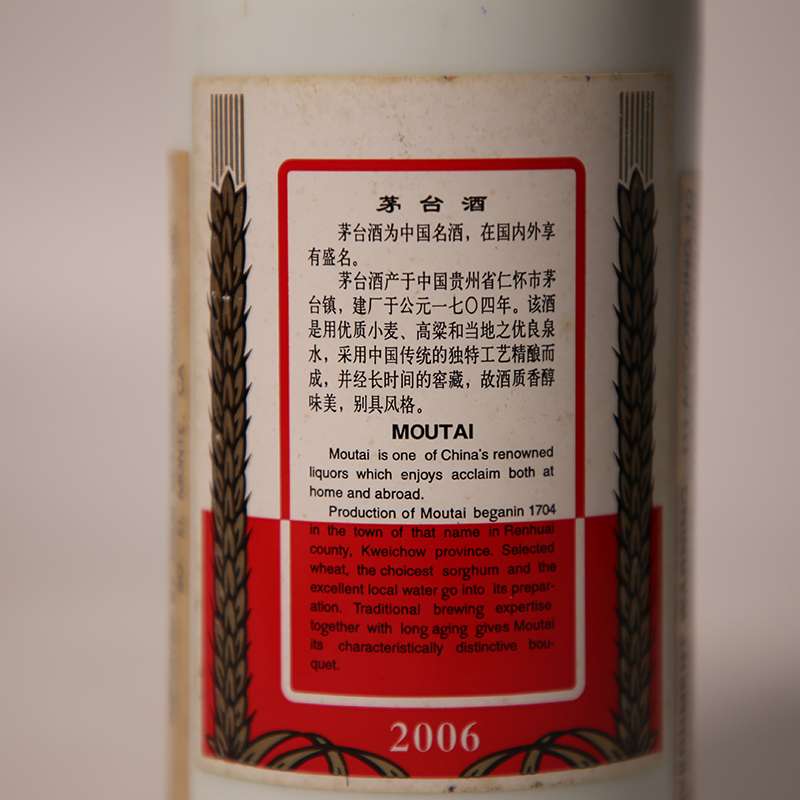 茅台酒
茅台酒为中国名酒，在国内外享
有盛名。
茅台酒产于中国贵州省仁怀市茅
台镇，建厂于公元一七〇四年。该酒
是用优质小麦、高粱和当地之优良泉
水，采用中国传统的独特工艺精酿而
成，并经长时间的窖藏，故酒质香醇
味美，别具风格。
MOUTAI
Moutai is one of China's renowned
liquors which enjoys acclaim both at
home and abroad.
Production of Moutai beganin 1704
in the town of that name in Renhuai
county, Kweichow province. Selected
wheat, the choicest sorghum and the
excellent local water go into its prepar-
ation. Traditional brewing expertise
together with long aging gives Moutai
its characteristically distinctive bou-
quet.
2006